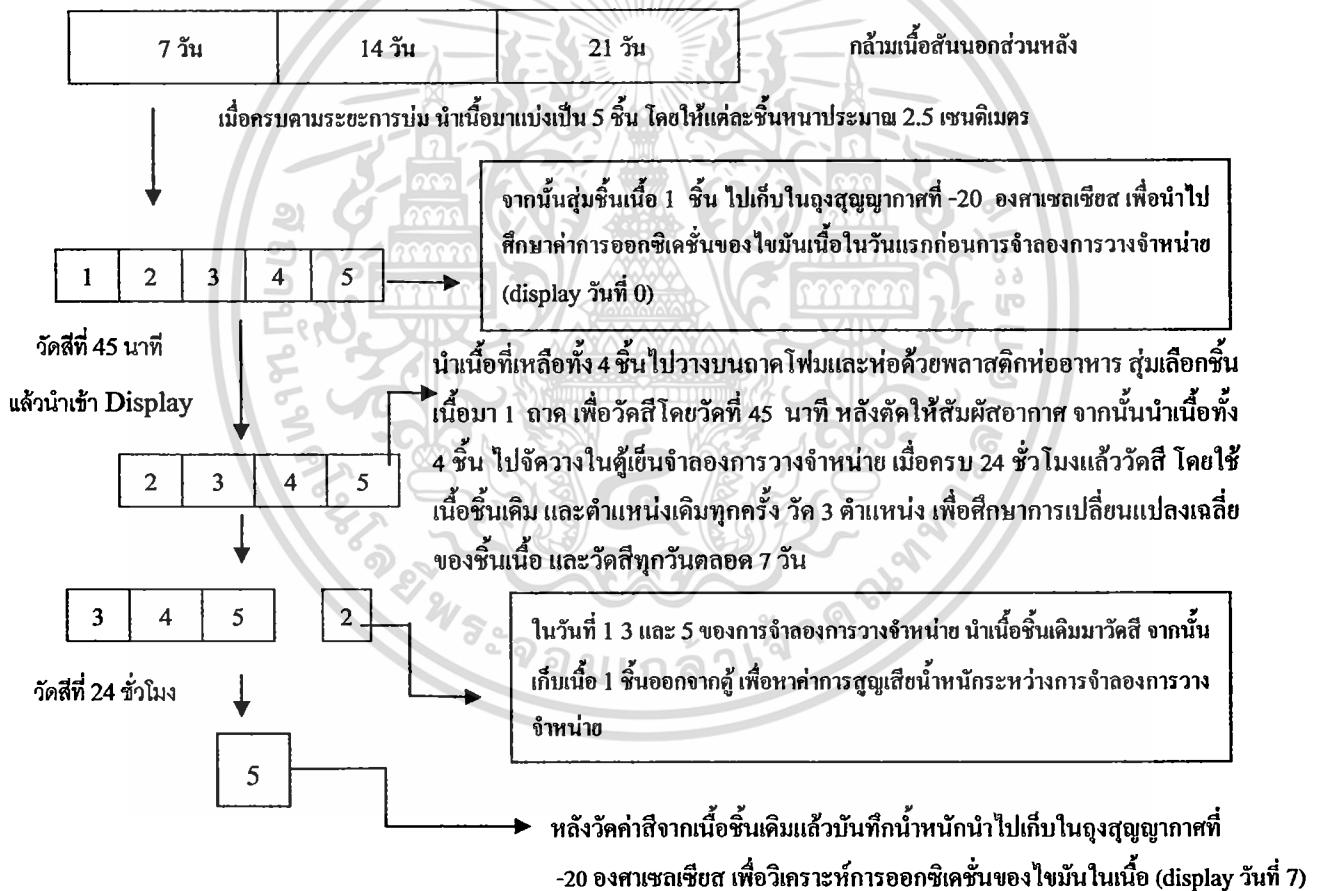 7 วัน
14 วัน
21 วัน
กล้ามเนื้อสันนอกส่วนหลัง
เมื่อครบตามระยะการบ่ม นำเนื้อมาแบ่งเป็น 5 ชิ้น โดยให้แต่ละชิ้นหนาประมาณ 2.5 เซนติเมตร
จากนั้นสุ่มชิ้นเนื้อ 1 ชิ้น ไปเก็บในถุงสุญญากาศที่ -20 องศาเซลเซียส เพื่อนำไป
ศึกษาค่าการออกซิเดชั่นของไขมันเนื้อในวันแรกก่อนการจำลองการวางจำหน่าย
(display วันที่ 0)
1 2 3 4 5
วัดสีที่ 45 นาที
แล้วนำเข้า Display
นำเนื้อที่เหลือทั้ง 4 ชิ้นไปวางบนถาดโฟมและห่อด้วยพลาสติกห่ออาหาร สุ่มเลือกชิ้น
เนื้อมา 1 ถาด เพื่อวัดสีโดยวัดที่ 45 นาที หลังตัดให้สัมผัสอากาศ จากนั้นนำเนื้อทั้ง
4 ชิ้น ไปจัดวางในตู้เย็นจำลองการวางจำหน่าย เมื่อครบ 24 ชั่วโมงแล้ววัดสี โดยใช้
เนื้อชิ้นเดิม และตำแหน่งเดิมทุกครั้ง วัด 3 ตำแหน่ง เพื่อศึกษาการเปลี่ยนแปลงเฉลี่ย
ของชิ้นเนื้อ และวัดสีทุกวันตลอด 7 วัน
2 3 4 5
3 4 5
2
ในวันที่ 1 3 และ 5 ของการจำลองการวางจำหน่าย นำเนื้อชิ้นเดิมมาวัดสี จากนั้น
เก็บเนื้อ 1 ชิ้นออกจากตู้ เพื่อหาค่าการสูญเสียน้ำหนักระหว่างการจำลองการวาง
จำหน่าย
วัดสีที่ 24 ชั่วโมง
5
หลังวัดค่าสีจากเนื้อชิ้นเดิมแล้วบันทึกน้ำหนักนำไปเก็บในถุงสุญญากาศที่
-20 องศาเซลเซียส เพื่อวิเคราะห์การออกซิเดชั่นของไขมันในเนื้อ (display วันที่ 7)